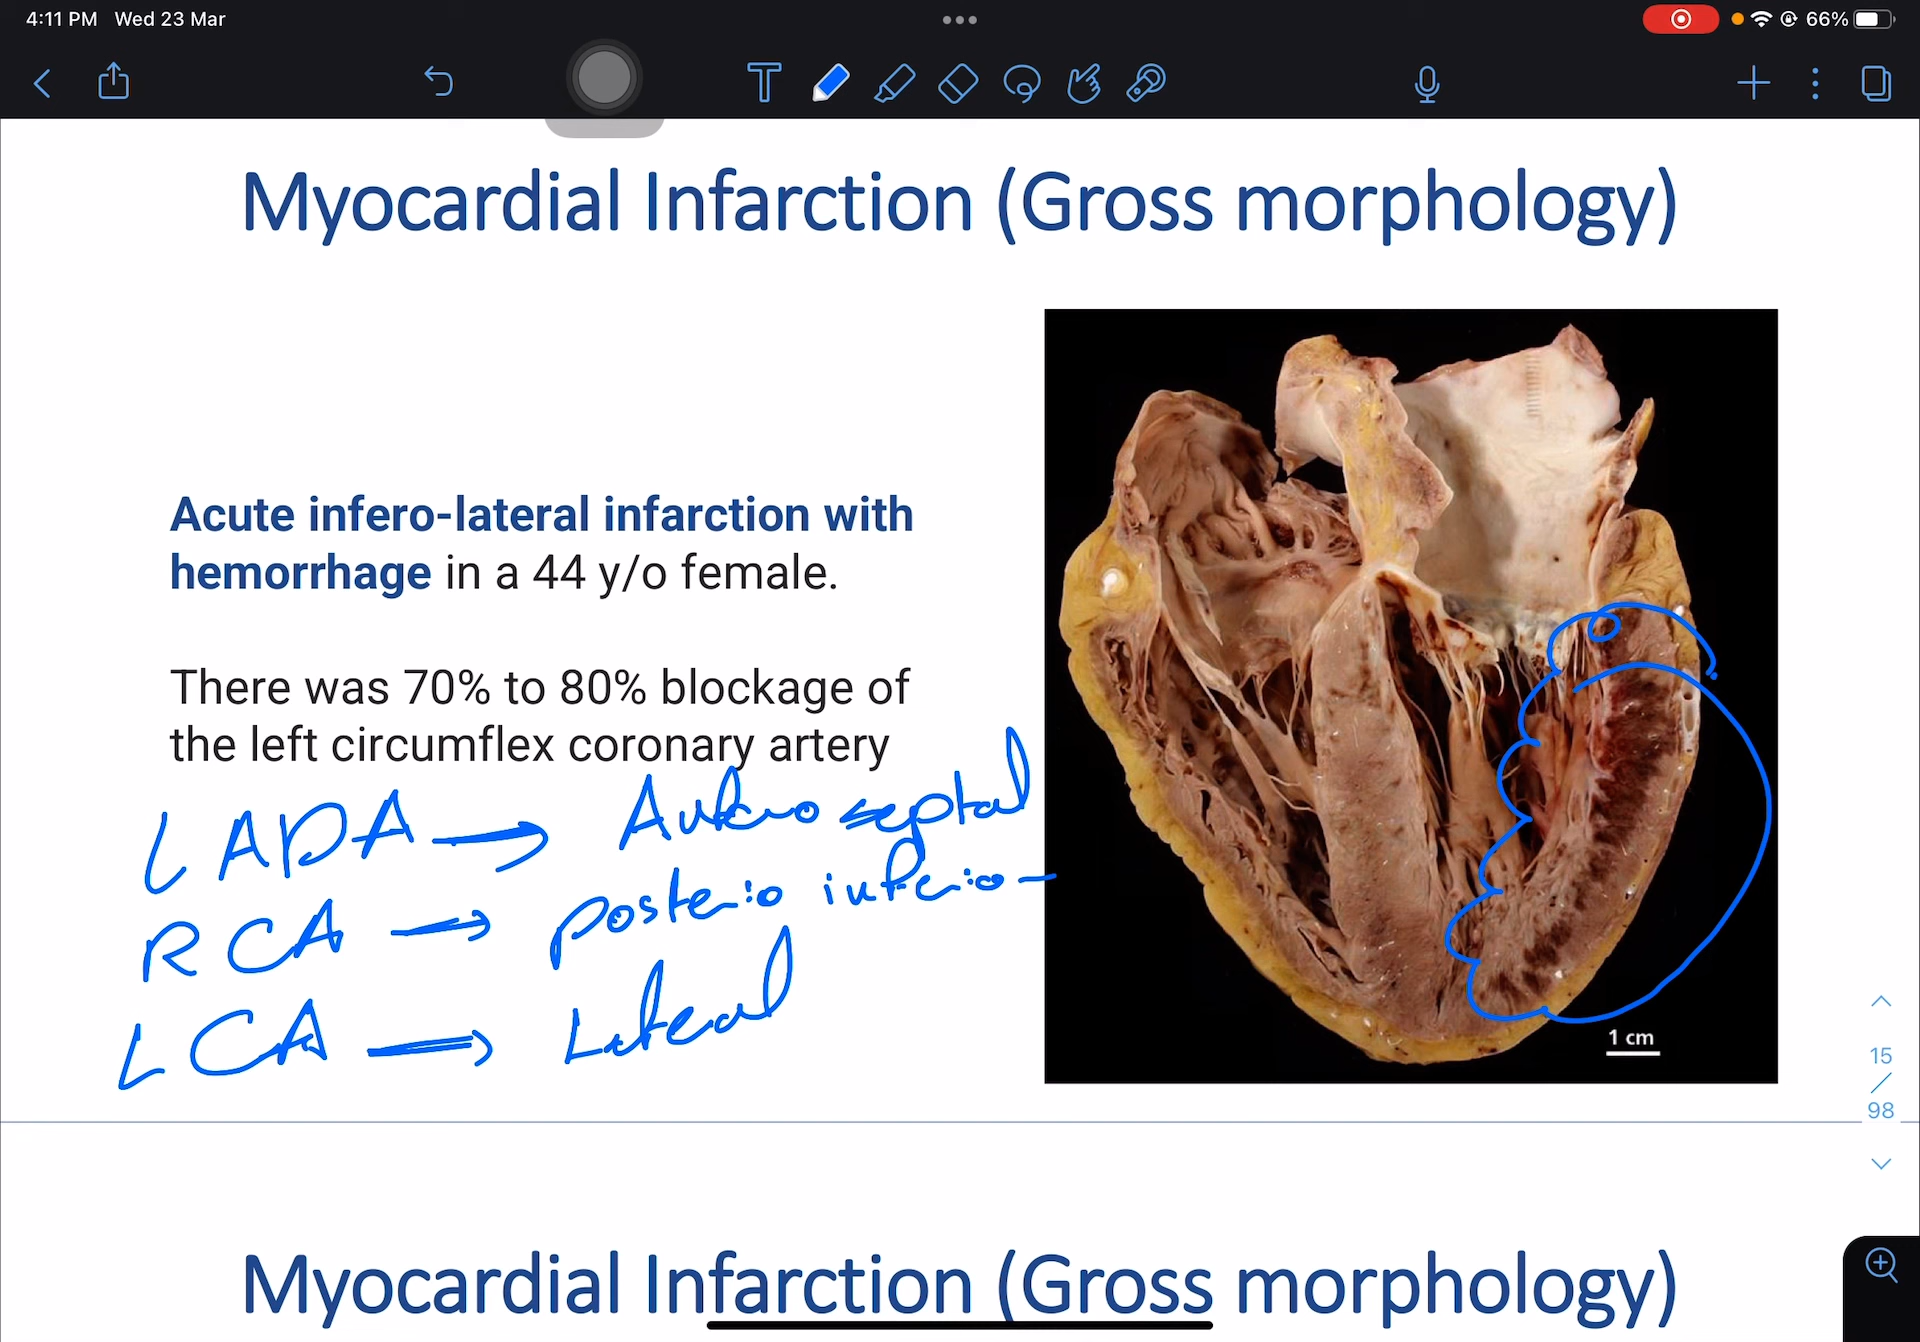 4:11 PM Wed 23 Mar
66%
T
Myocardial Infarction (Gross morphology)
Acute infero-lateral infarction with
hemorrhage in a 44 y/o female.
There was 70% to 80% blockage of
the left circumflex coronary artery
LADA → Antero septal
RCA → posterio inferio-
LCA → Lateral
1 cm
15
/
98
Myocardial Infarction (Gross morphology)